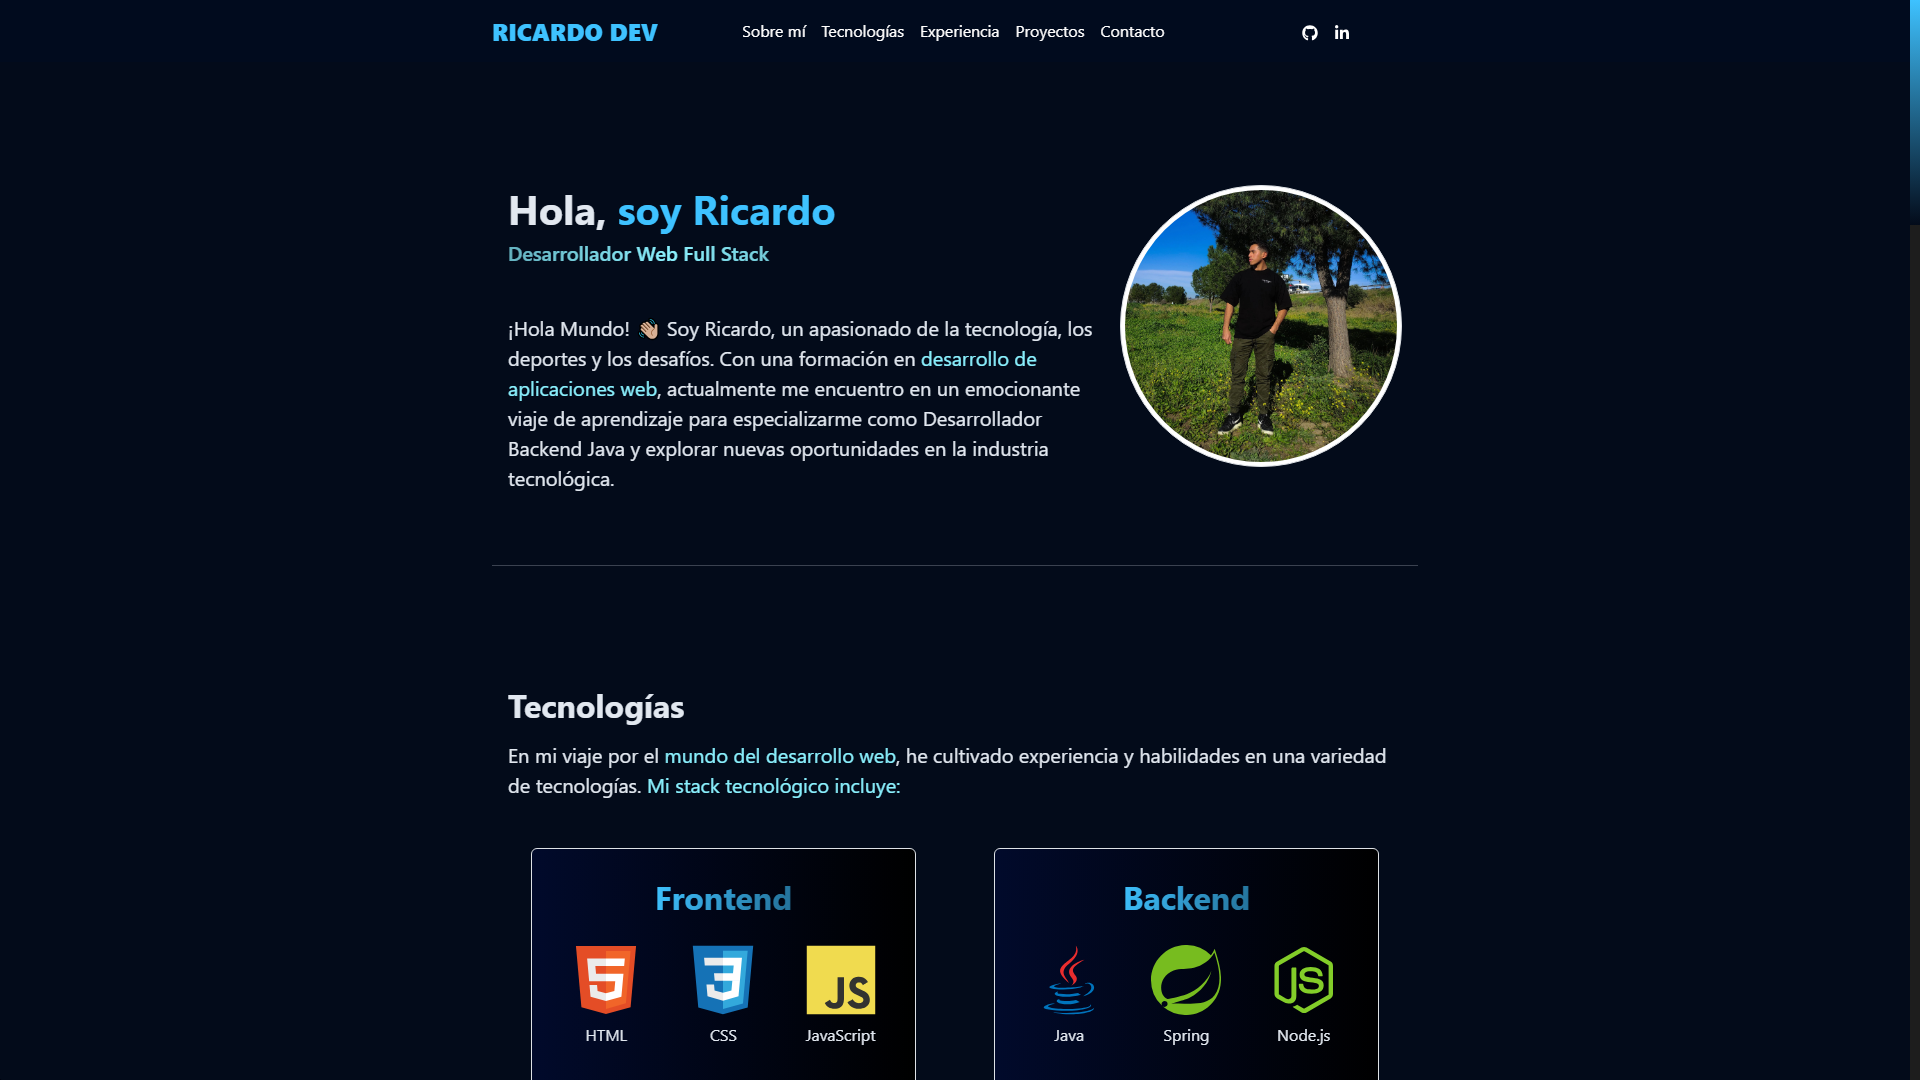 RICARDO DEV
Sobre mí Tecnologías Experiencia Proyectos Contacto
Hola, soy Ricardo
Desarrollador Web Full Stack
¡Hola Mundo! 👋🏼 Soy Ricardo, un apasionado de la tecnología, los
deportes y los desafíos. Con una formación en desarrollo de
aplicaciones web, actualmente me encuentro en un emocionante
viaje de aprendizaje para especializarme como Desarrollador
Backend Java y explorar nuevas oportunidades en la industria
tecnológica.
Tecnologías
En mi viaje por el mundo del desarrollo web, he cultivado experiencia y habilidades en una variedad
de tecnologías. Mi stack tecnológico incluye:
Frontend
5
3
JS
HTML
CSS
JavaScript
Backend
JS
Java
Spring
Node.js